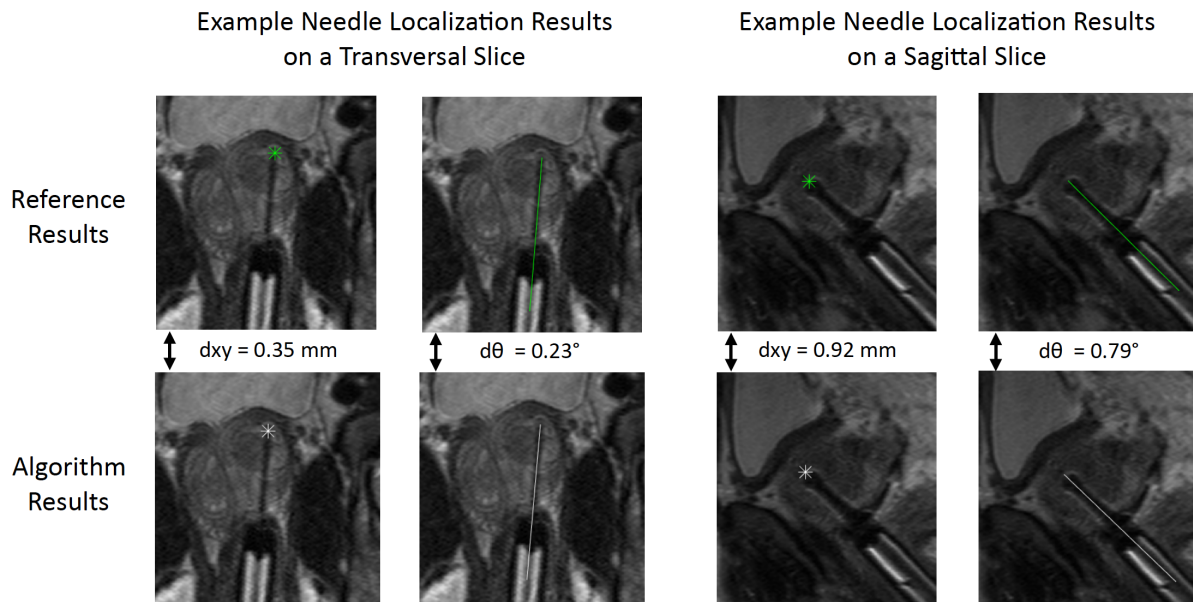 Example Needle Localization Results
on a Transversal Slice
Example Needle Localization Results
on a Sagittal Slice
Reference
Results
dxy = 0.35 mm
dθ = 0.23°
dxy = 0.92 mm
dθ = 0.79°
Algorithm
Results